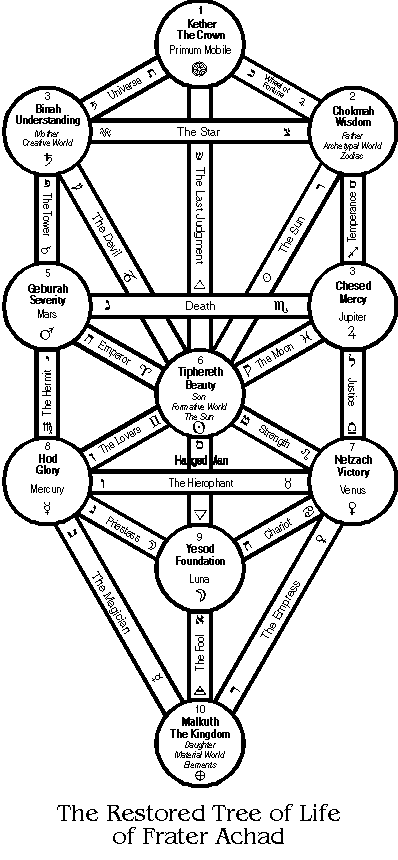 1
Kether
The Crown
Primum Mobile
Universe
Wheel of
Fortune
3
Binah
Understanding
Mother
Creative World
♄
The Star
2
Chokmah
Wisdom
Father
Archetypal World
Zodiac
The Tower
The Devil
The Last Judgment
The Sun
Temperance
5
Geburah
Severity
Mars
♂
Death
♏
3
Chesed
Mercy
Jupiter
♃
Emperor
♈
The Moon
♓
6
Tiphereth
Beauty
Son
Formative World
The Sun
☉
The Hermit
Justice
The Lovers
♊
Strength
♌
Hanged Man
8
Hod
Glory
Mercury
☿
The Hierophant
♉
7
Netzach
Victory
Venus
♀
Priestess
Chariot
♋
9
Yesod
Foundation
Luna
☽
The Magician
The Fool
The Empress
10
Malkuth
The Kingdom
Daughter
Material World
Elements
⊕
The Restored Tree of Life
of Frater Achad